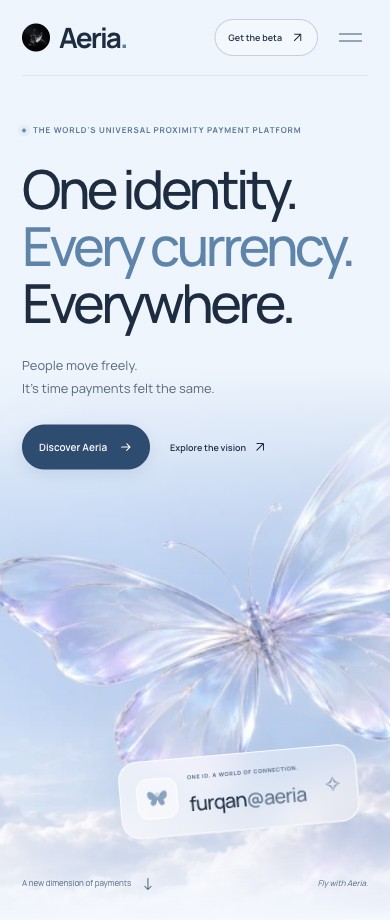 Aeria.
Get the beta
THE WORLD'S UNIVERSAL PROXIMITY PAYMENT PLATFORM
One identity.
Every currency.
Everywhere.
People move freely.
It's time payments felt the same.
Discover Aeria
Explore the vision
ONE ID. A WORLD OF CONNECTION.
furqan@aeria
A new dimension of payments
Fly with Aeria.